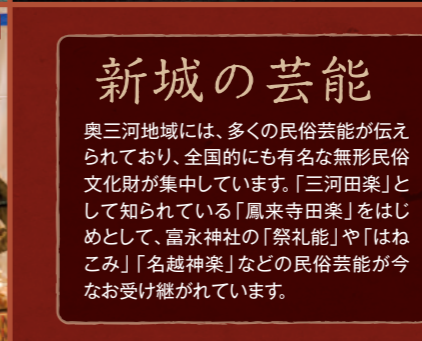 新城の芸能
奥三河地域には、多くの民俗芸能が伝え
られており、全国的にも有名な無形民俗
文化財が集中しています。「三河田楽」と
して知られている「鳳来寺田楽」をはじ
めとして、富永神社の「祭礼能」や「はね
こみ」「名越神楽」などの民俗芸能が今
なお受け継がれています。